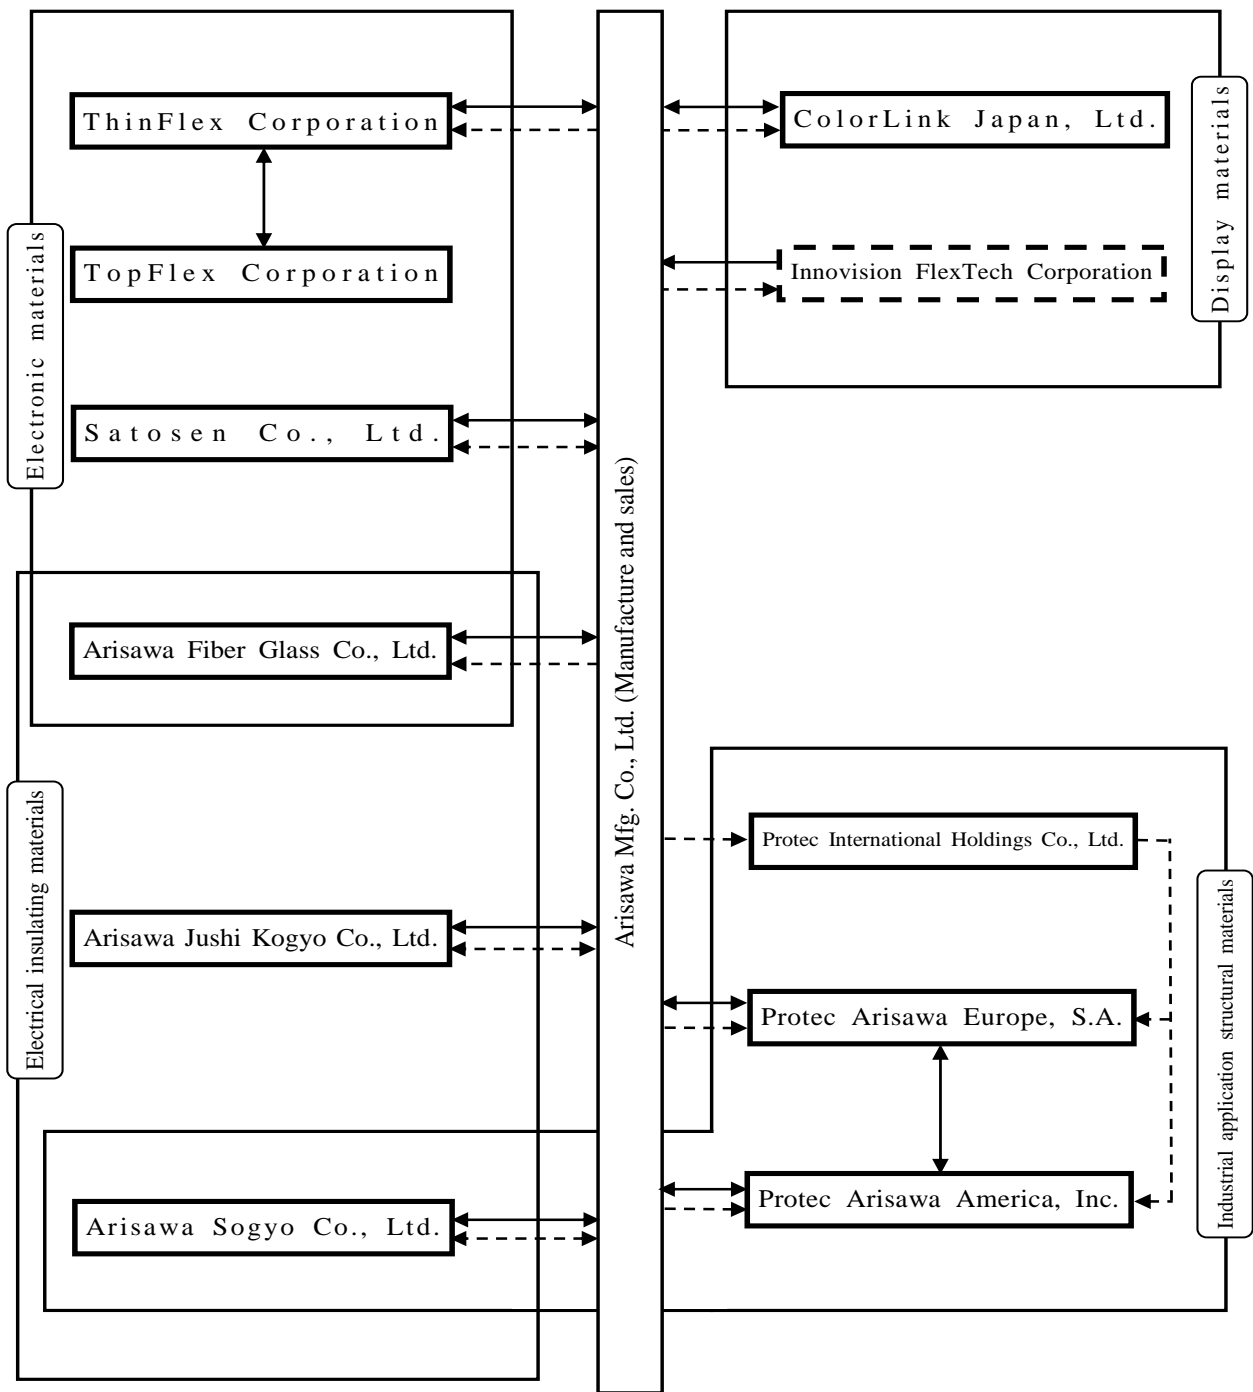 ThinFlex Corporation
TopFlex Corporation
Satosen Co., Ltd.
Electronic materials
Arisawa Fiber Glass Co., Ltd.
Arisawa Jushi Kogyo Co., Ltd.
Electrical insulating materials
Arisawa Sogyo Co., Ltd.
Arisawa Mfg. Co., Ltd. (Manufacture and sales)
ColorLink Japan, Ltd.
Innovision FlexTech Corporation
Display materials
Protec International Holdings Co., Ltd.
Protec Arisawa Europe, S.A.
Protec Arisawa America, Inc.
Industrial application structural materials